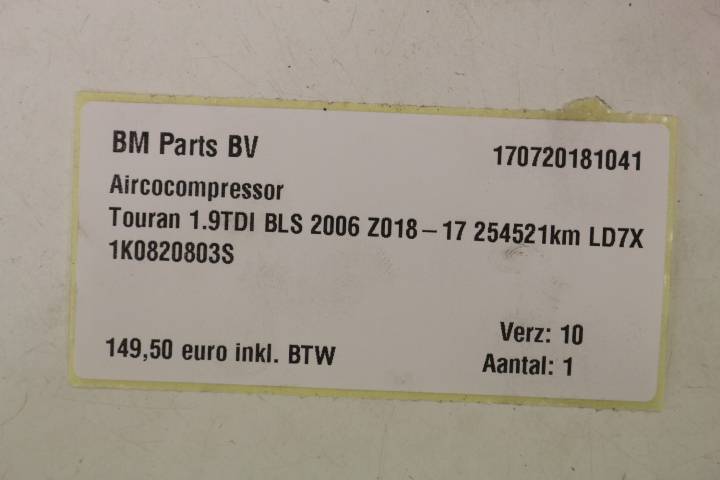 BM Parts BV 170720181041
Aircocompressor
Touran 1.9TDI BLS 2006 Z018-17 254521km LD7X
1K0820803S
Verz: 10
149,50 euro inkl. BTW Aantal: 1